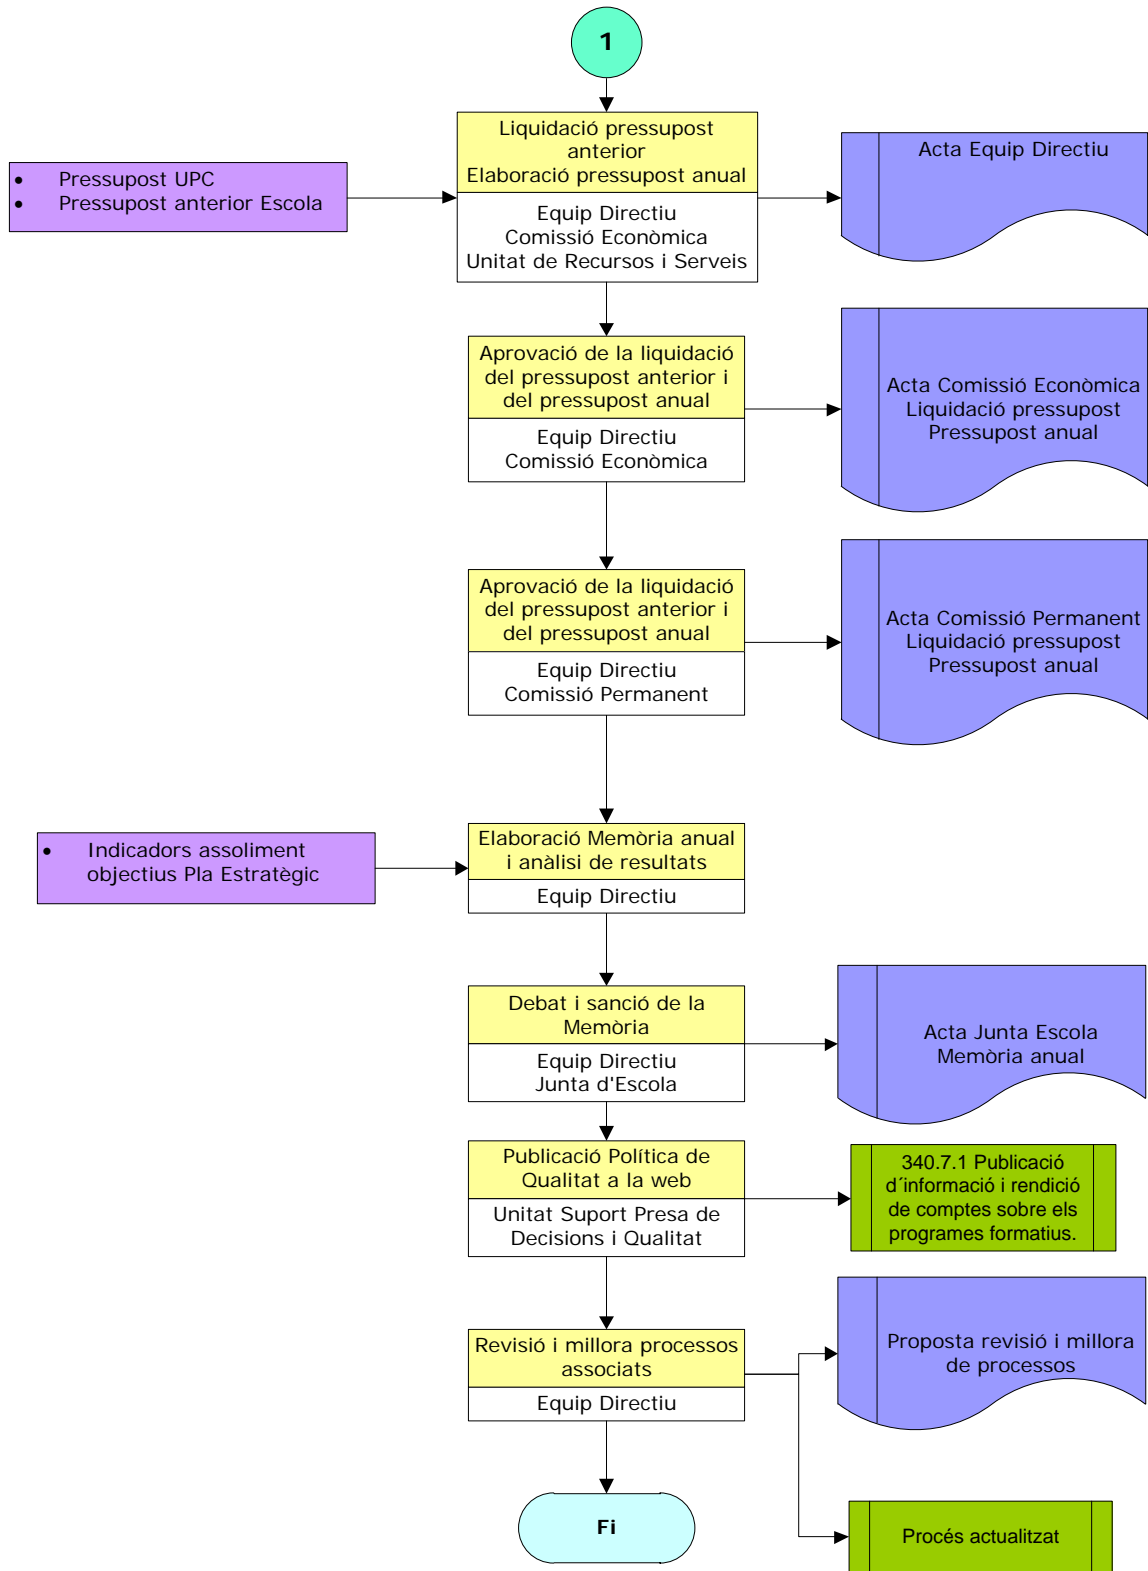 1
Liquidació pressupost
anterior
Elaboració pressupost anual
Equip Directiu
Comissió Econòmica
Unitat de Recursos i Serveis
• Pressupost UPC
• Pressupost anterior Escola
Acta Equip Directiu
Aprovació de la liquidació
del pressupost anterior i
del pressupost anual
Equip Directiu
Comissió Econòmica
Acta Comissió Econòmica
Liquidació pressupost
Pressupost anual
Aprovació de la liquidació
del pressupost anterior i
del pressupost anual
Equip Directiu
Comissió Permanent
Acta Comissió Permanent
Liquidació pressupost
Pressupost anual
• Indicadors assoliment
objectius Pla Estratègic
Elaboració Memòria anual
i anàlisi de resultats
Equip Directiu
Debat i sanció de la
Memòria
Equip Directiu
Junta d'Escola
Acta Junta Escola
Memòria anual
Publicació Política de
Qualitat a la web
Unitat Suport Presa de
Decisions i Qualitat
340.7.1 Publicació
d´informació i rendició
de comptes sobre els
programes formatius.
Revisió i millora processos
associats
Equip Directiu
Proposta revisió i millora
de processos
Fi
Procés actualitzat